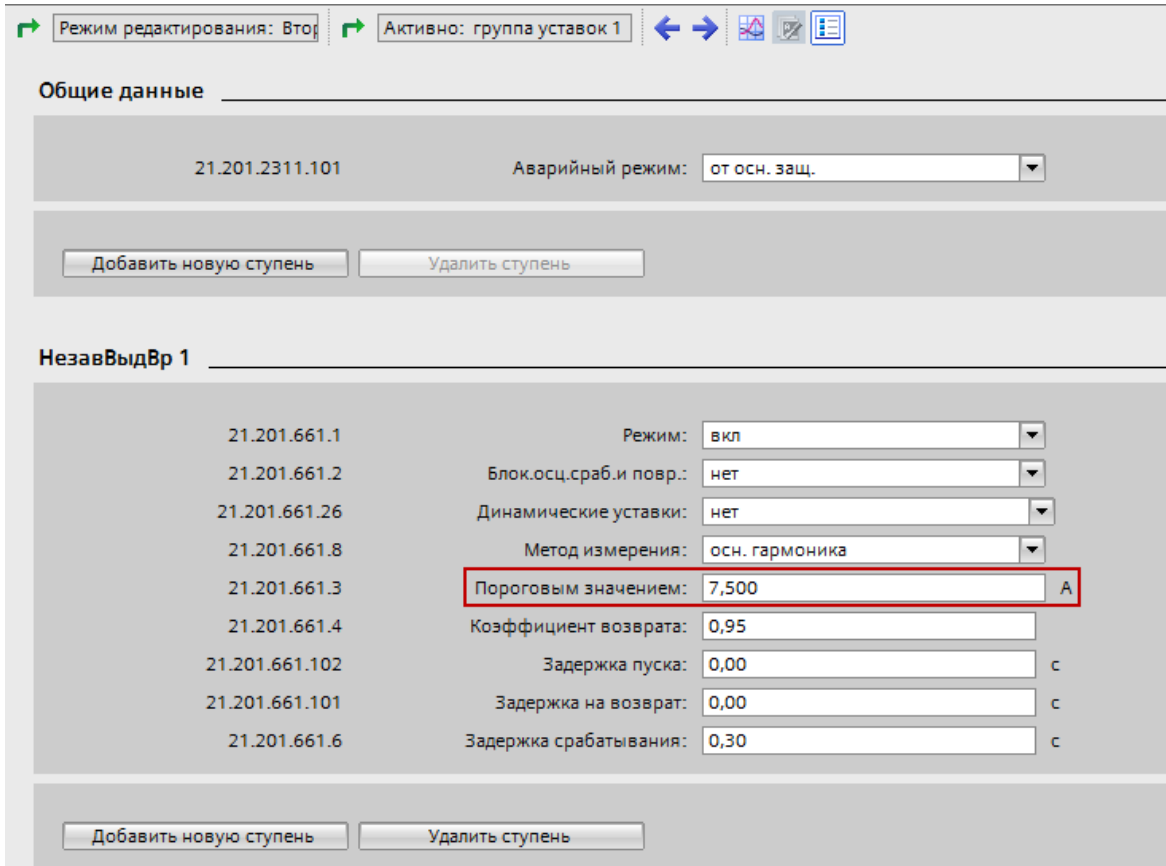 Режим редактирования: Втор Активно: группа уставок 1
Общие данные
21.201.2311.101 Аварийный режим: от осн. защ.
Добавить новую ступень Удалить ступень
НезавВыдВр 1
21.201.661.1 Режим: вкл
21.201.661.2 Блок.осц.сраб.и повр.: нет
21.201.661.26 Динамические уставки: нет
21.201.661.8 Метод измерения: осн. гармоника
21.201.661.3 Пороговым значением: 7,500 А
21.201.661.4 Коэффициент возврата: 0,95
21.201.661.102 Задержка пуска: 0,00 с
21.201.661.101 Задержка на возврат: 0,00 с
21.201.661.6 Задержка срабатывания: 0,30 с
Добавить новую ступень Удалить ступень